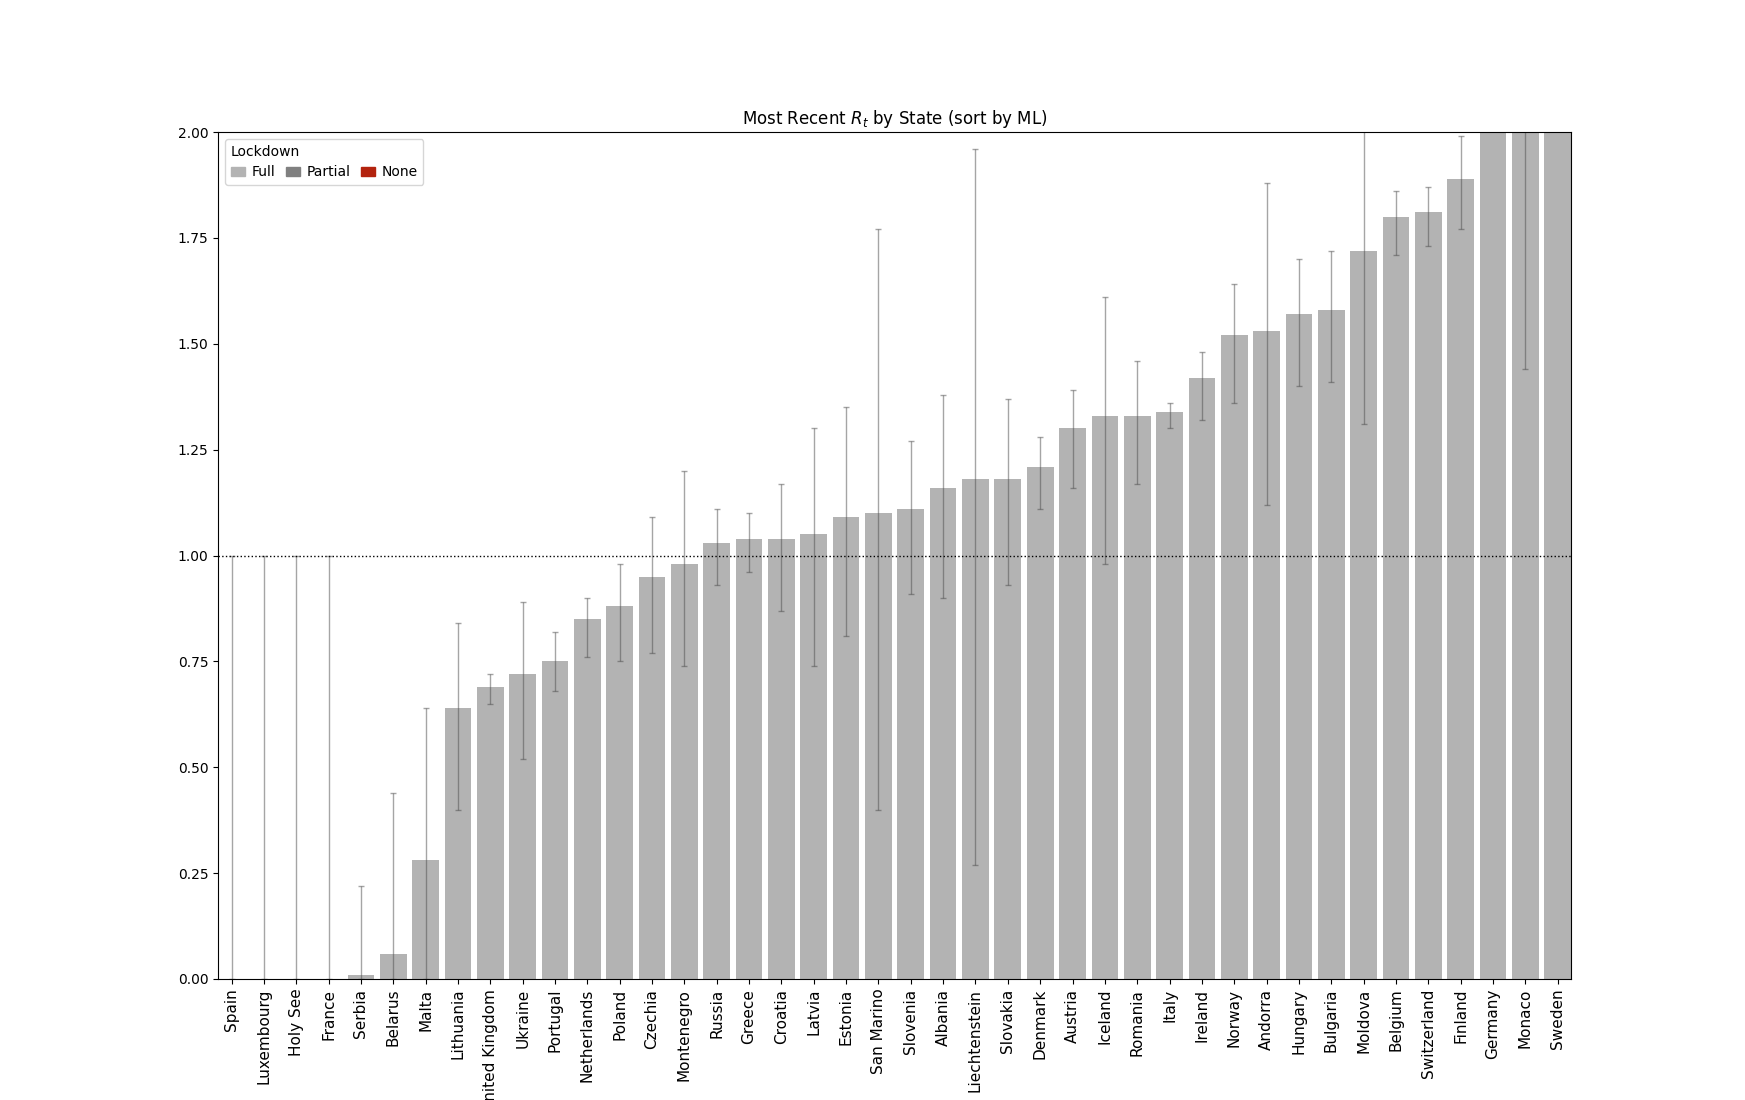 Most Recent Rt by State (sort by ML)
Lockdown
Full Partial None
2.00
1.75
1.50
1.25
1.00
0.75
0.50
0.25
0.00
Spain
Luxembourg
Holy See
France
Serbia
Belarus
Malta
Lithuania
nited Kingdom
Ukraine
Portugal
Netherlands
Poland
Czechia
Montenegro
Russia
Greece
Croatia
Latvia
Estonia
San Marino
Slovenia
Albania
Liechtenstein
Slovakia
Denmark
Austria
Iceland
Romania
Italy
Ireland
Norway
Andorra
Hungary
Bulgaria
Moldova
Belgium
Switzerland
Finland
Germany
Monaco
Sweden